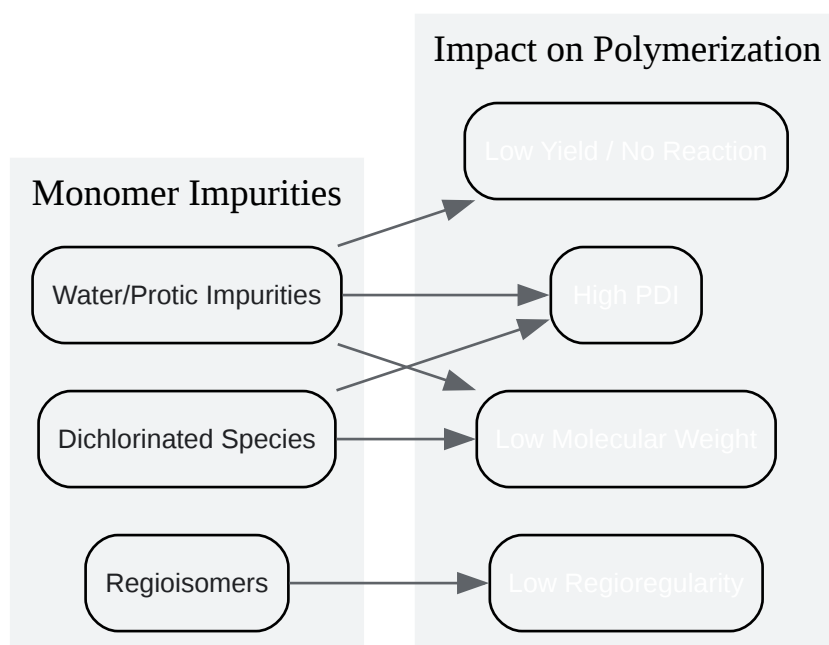 Impact on Polymerization
Low Yield / No Reaction
Monomer Impurities
Water/Protic Impurities
High PDI
Dichlorinated Species
Low Molecular Weight
Regioisomers
Low Regioregularity